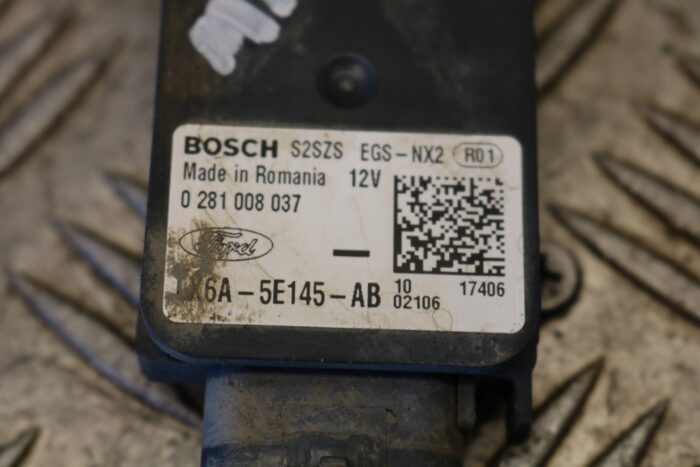 BOSCH S2SZS EGS-NX2 R01
Made in Romania 12V
0 281 008 037
Ford
X6A-5E145-AB
10 17406
02106